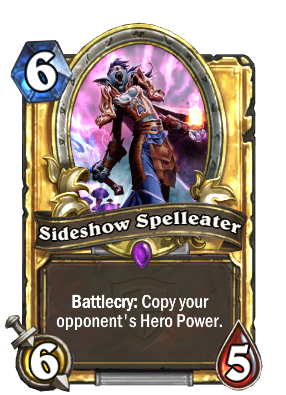 6
Sideshow Spelleater
Battlecry: Copy your
opponent's Hero Power.
6
5